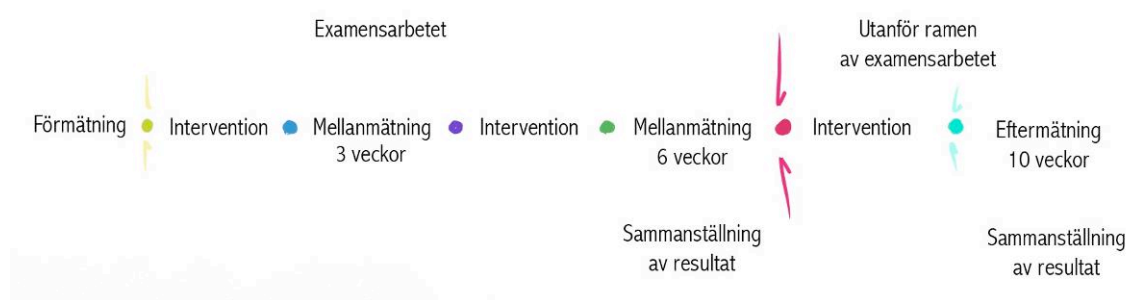 Examensarbetet
Utanför ramen
av examensarbetet
Förmätning Intervention Mellanmätning Intervention Mellanmätning Intervention Eftermätning
3 veckor 6 veckor 10 veckor
Sammanställning
av resultat
Sammanställning
av resultat